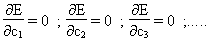 ∂E/∂c₁ = 0 ; ∂E/∂c₂ = 0 ; ∂E/∂c₃ = 0 ;....